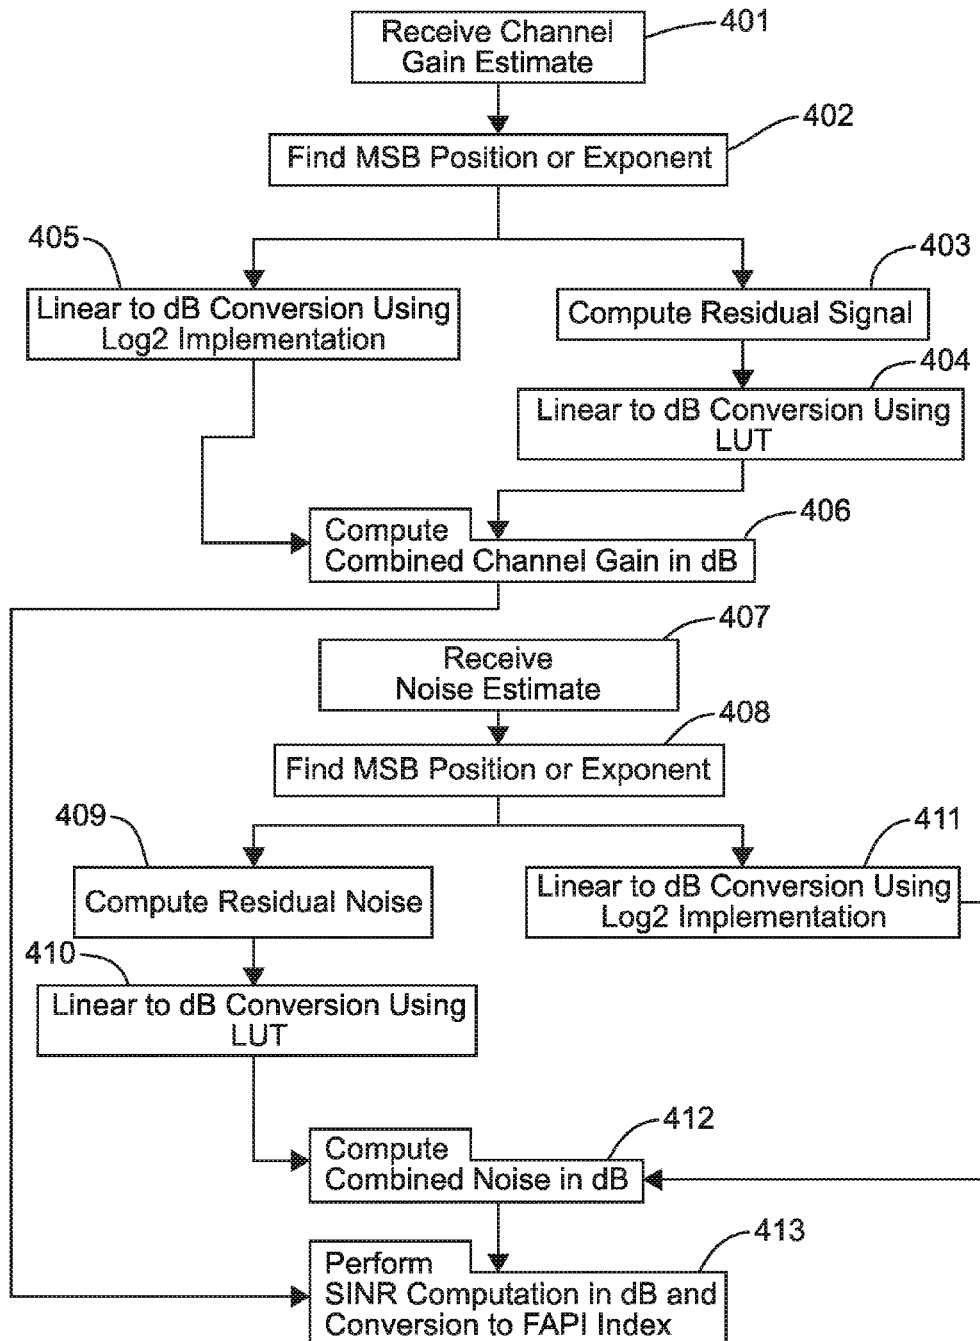 Receive Channel
Gain Estimate
401
Find MSB Position or Exponent
402
405
Linear to dB Conversion Using
Log2 Implementation
403
Compute Residual Signal
404
Linear to dB Conversion Using
LUT
406
Compute
Combined Channel Gain in dB
407
Receive
Noise Estimate
408
Find MSB Position or Exponent
409
Compute Residual Noise
411
Linear to dB Conversion Using
Log2 Implementation
410
Linear to dB Conversion Using
LUT
412
Compute
Combined Noise in dB
413
Perform
SINR Computation in dB and
Conversion to FAPI Index